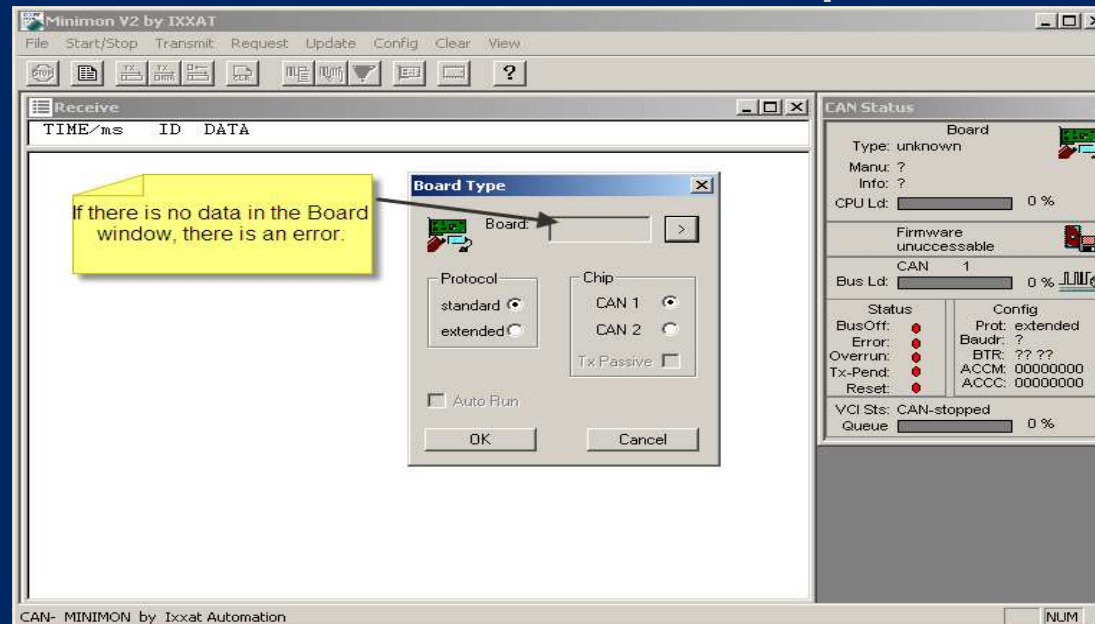 Minimon V2 by IXXAT
File Start/Stop Transmit Request Update Config Clear View
Receive
TIME/ms ID DATA
If there is no data in the Board
window, there is an error.
Board Type
Board:
>
Protocol
standard
extended
Chip
CAN 1
CAN 2
Tx Passive
Auto Run
OK Cancel
CAN Status
Board
Type: unknown
Manu: ?
Info: ?
CPU Ld: 0 %
Firmware
unuccessable
CAN 1
Bus Ld: 0 %
Status
BusOff:
Error:
Overrun:
Tx-Pend:
Reset:
Config
Prot: extended
Baudr: ?
BTR: ?? ??
ACCM: 00000000
ACCC: 00000000
VCI Sts: CAN-stopped
Queue 0 %
CAN- MINIMON by Ixxat Automation
NUM